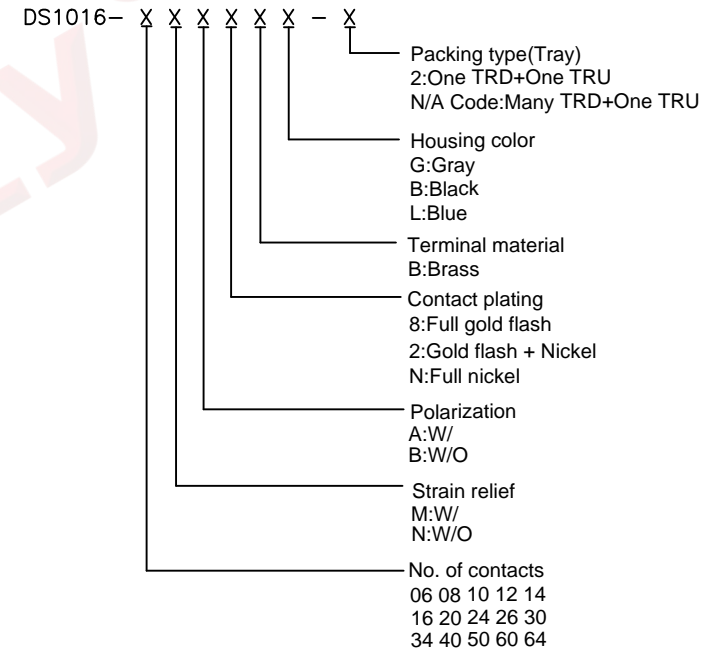 DS1016- X X X X X X - X
Packing type(Tray)
2:One TRD+One TRU
N/A Code:Many TRD+One TRU
Housing color
G:Gray
B:Black
L:Blue
Terminal material
B:Brass
Contact plating
8:Full gold flash
2:Gold flash + Nickel
N:Full nickel
Polarization
A:W/
B:W/O
Strain relief
M:W/
N:W/O
No. of contacts
06 08 10 12 14
16 20 24 26 30
34 40 50 60 64